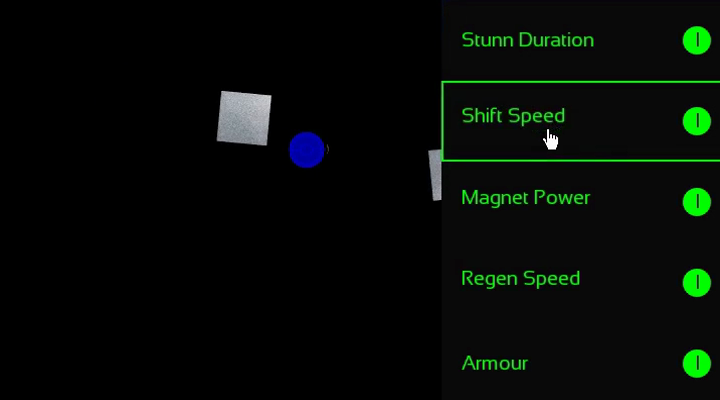 Stunn Duration
Shift Speed
Magnet Power
Regen Speed
Armour